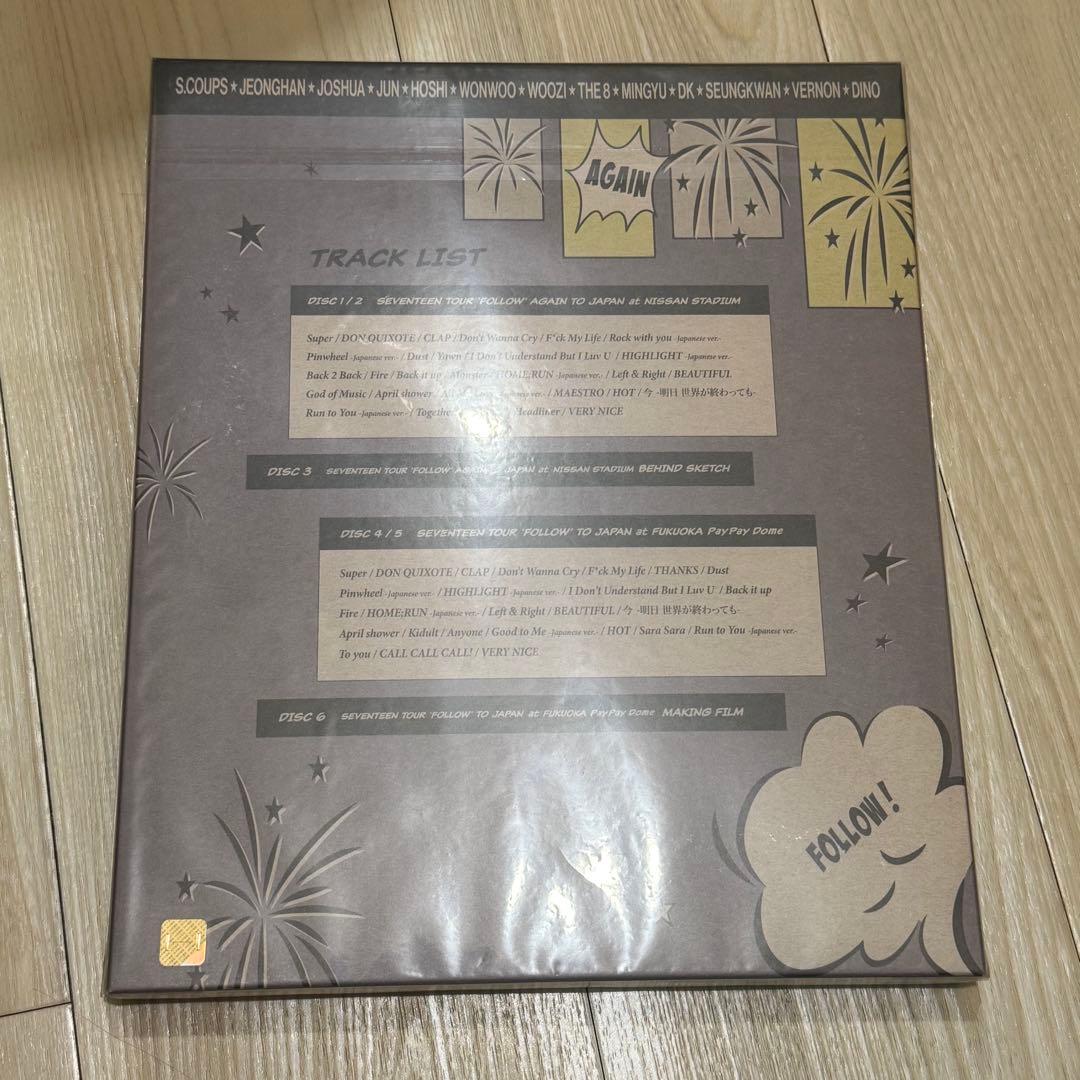 S.COUPS★JEONGHAN★JOSHUA★JUN★HOSHI★WONWOO★WOOZI★THE 8★MINGYU★DK★SEUNGKWAN★VERNON★DINO
AGAIN
TRACK LIST
DISC 1 / 2 SEVENTEEN TOUR 'FOLLOW' AGAIN TO JAPAN at NISSAN STADIUM
Super / DON QUIXOTE / CLAP / Don't Wanna Cry / F*ck My Life / Rock with you -Japanese ver.-
Pinwheel -Japanese ver.- / Dust / Yawn / I Don't Understand But I Luv U / HIGHLIGHT -Japanese ver.-
Back 2 Back / Fire / Back it up / Monster / HOME;RUN -Japanese ver.- / Left & Right / BEAUTIFUL
God of Music / April shower / -Japanese ver.- / MAESTRO / HOT / 今 -明日 世界が終わっても-
Run to You -Japanese ver.- / Together / Headliner / VERY NICE
DISC 3 SEVENTEEN TOUR 'FOLLOW' AGAIN TO JAPAN at NISSAN STADIUM BEHIND SKETCH
DISC 4 / 5 SEVENTEEN TOUR 'FOLLOW' TO JAPAN at FUKUOKA PayPay Dome
Super / DON QUIXOTE / CLAP / Don't Wanna Cry / F*ck My Life / THANKS / Dust
Pinwheel -Japanese ver.- / HIGHLIGHT -Japanese ver.- / I Don't Understand But I Luv U / Back it up
Fire / HOME;RUN -Japanese ver.- / Left & Right / BEAUTIFUL / 今 -明日 世界が終わっても-
April shower / Kidult / Anyone / Good to Me -Japanese ver.- / HOT / Sara Sara / Run to You -Japanese ver.-
To you / CALL CALL CALL! / VERY NICE
DISC 6 SEVENTEEN TOUR 'FOLLOW' TO JAPAN at FUKUOKA PayPay Dome MAKING FILM
FOLLOW!